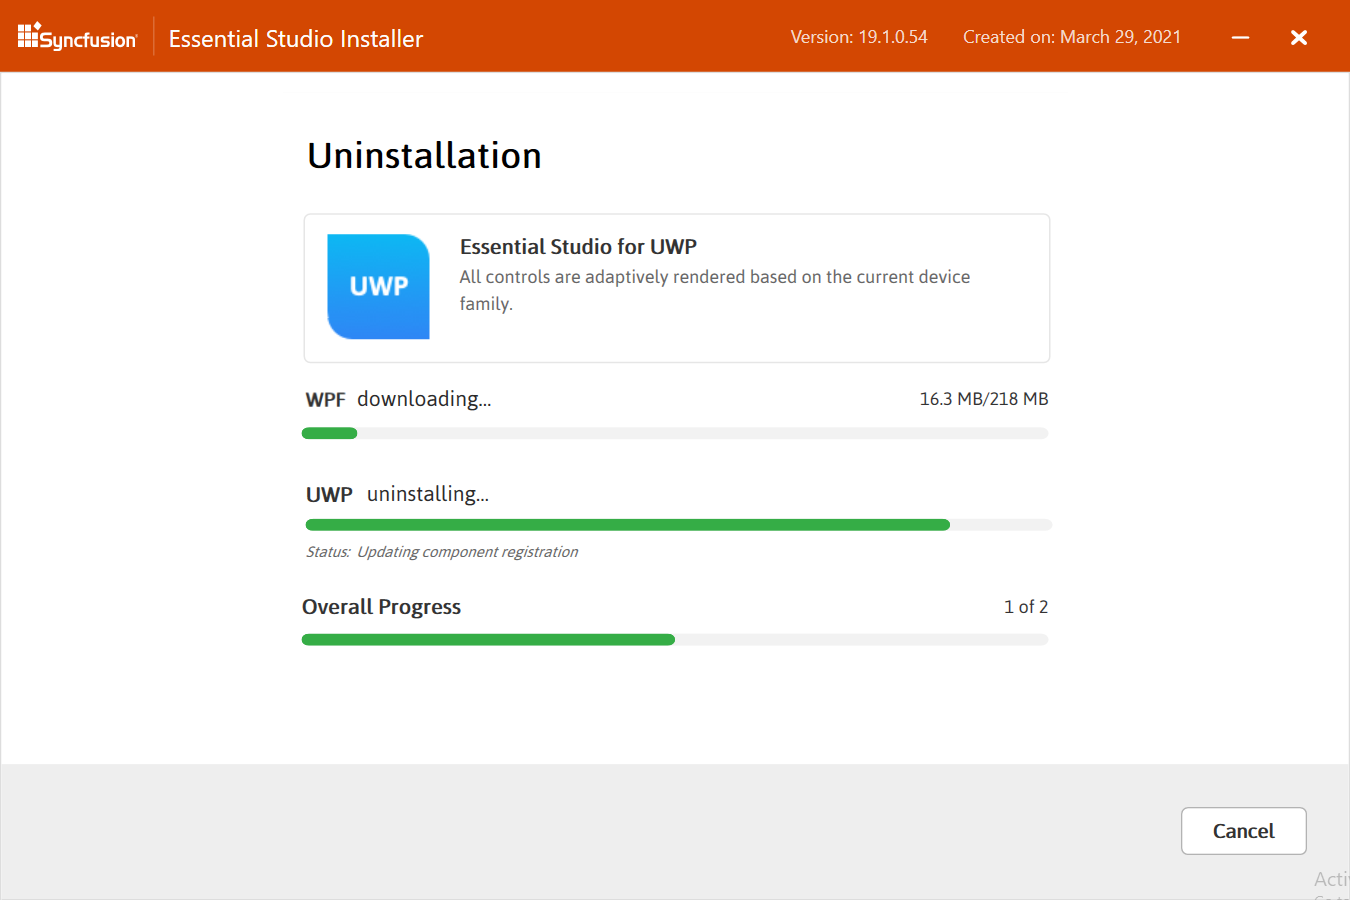 Syncfusion
Essential Studio Installer
Version: 19.1.0.54
Created on: March 29, 2021
Uninstallation
UWP
Essential Studio for UWP
All controls are adaptively rendered based on the current device
family.
WPF downloading...
16.3 MB/218 MB
UWP uninstalling...
Status: Updating component registration
Overall Progress
1 of 2
Cancel